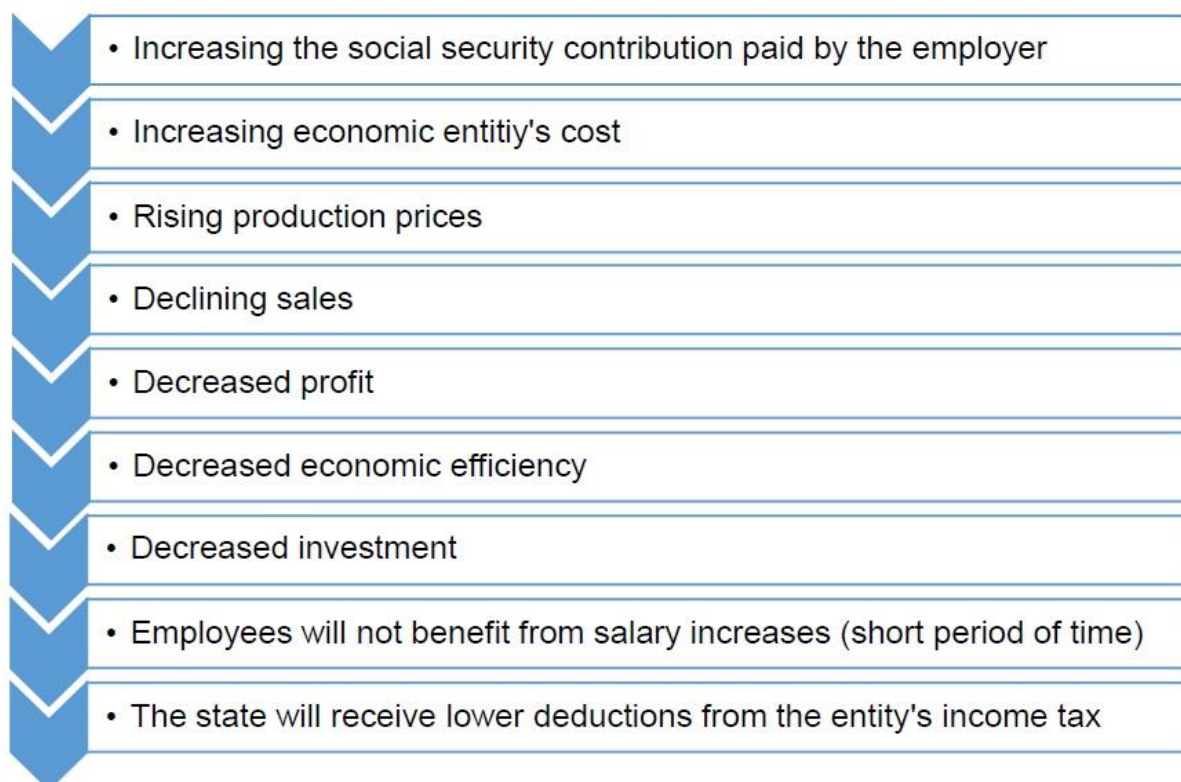 • Increasing the social security contribution paid by the employer
• Increasing economic entitiy's cost
• Rising production prices
• Declining sales
• Decreased profit
• Decreased economic efficiency
• Decreased investment
• Employees will not benefit from salary increases (short period of time)
• The state will receive lower deductions from the entity's income tax